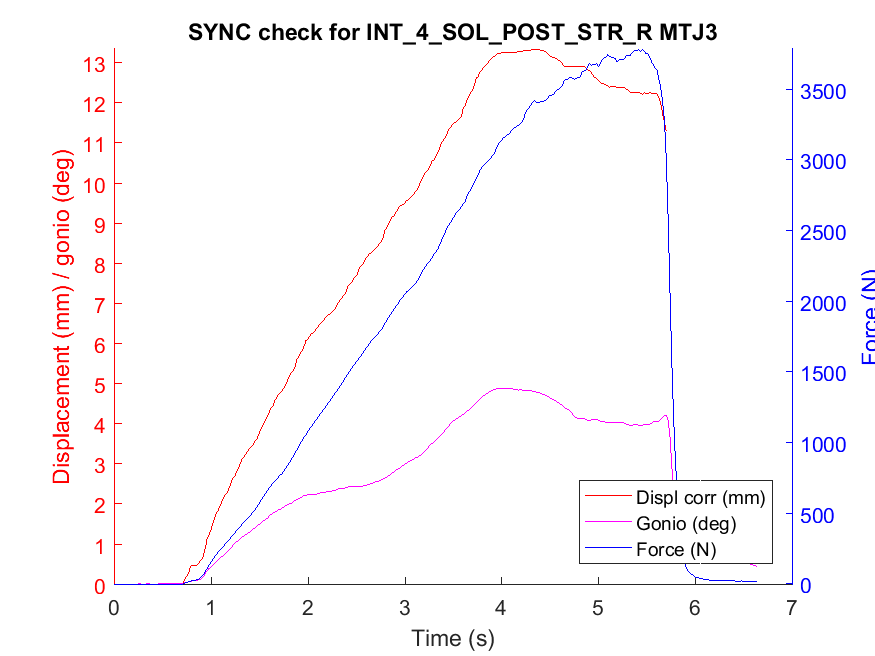 SYNC check for INT_4_SOL_POST_STR_R MTJ3
Displacement (mm) / gonio (deg)
13
12
11
10
9
8
7
6
5
4
3
2
1
0
3500
3000
2500
2000
1500
1000
500
0
Force (N)
Displ corr (mm)
Gonio (deg)
Force (N)
0 1 2 3 4 5 6 7
Time (s)